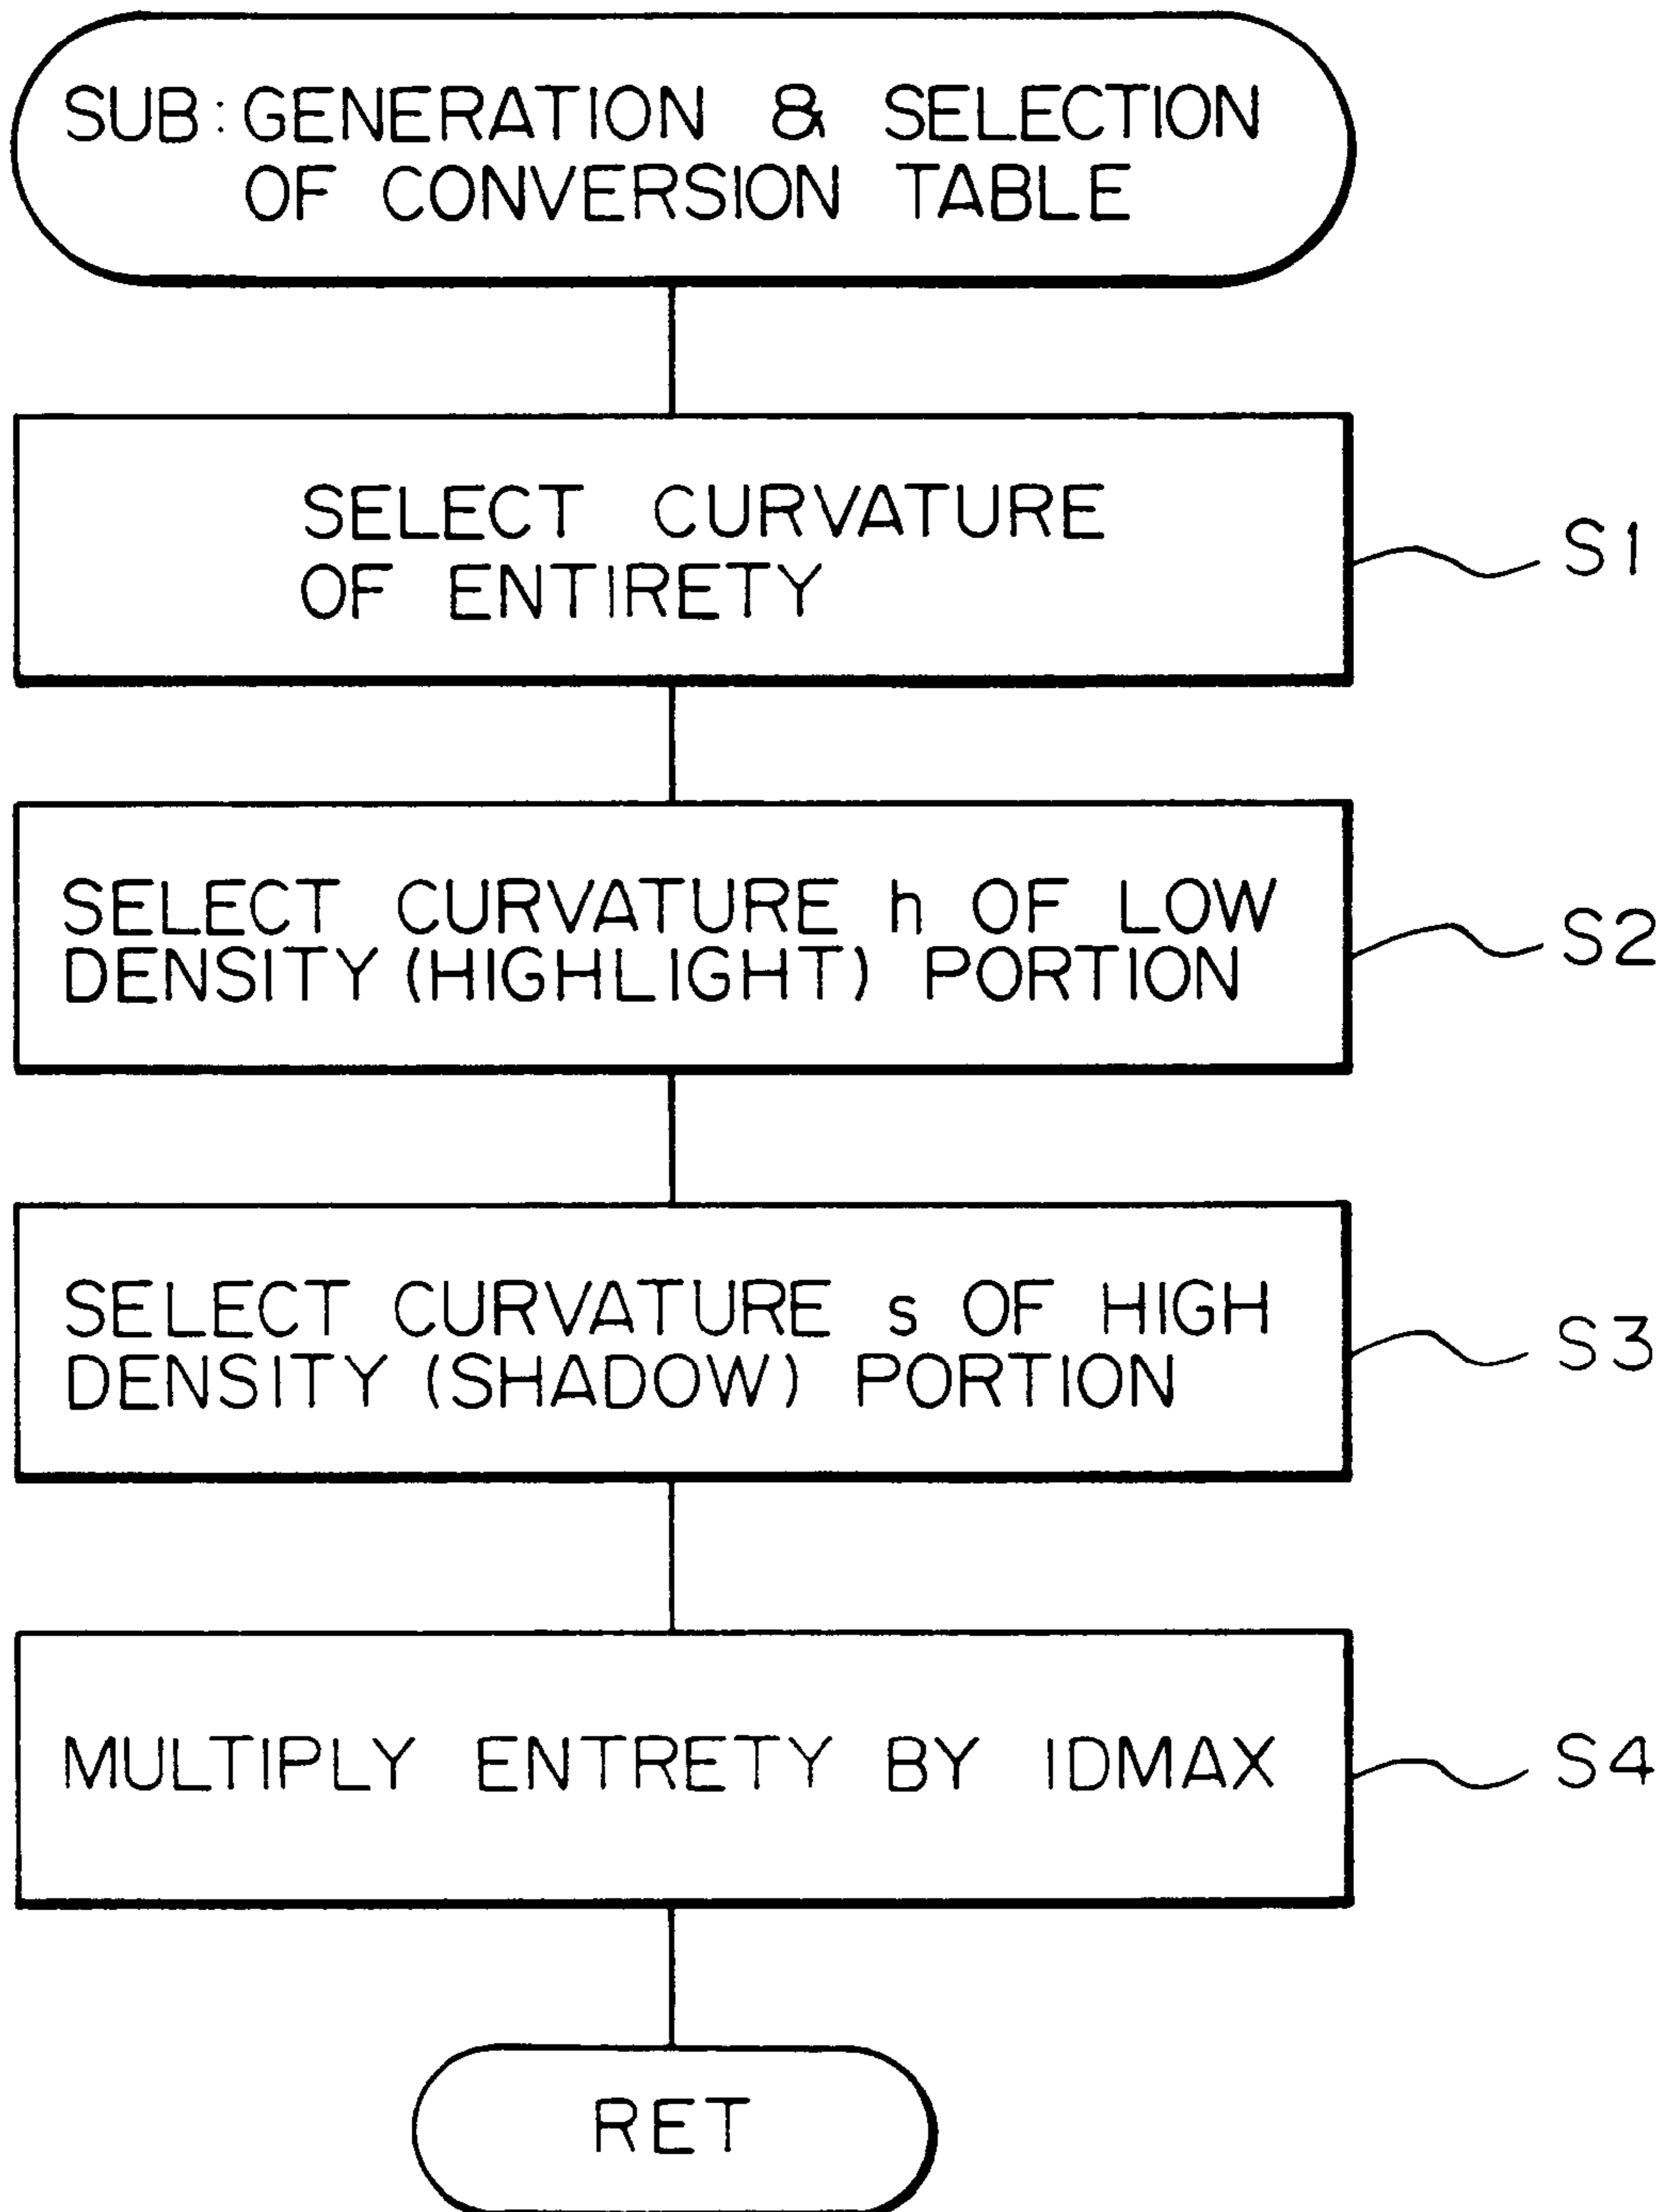 SUB: GENERATION & SELECTION
OF CONVERSION TABLE
SELECT CURVATURE
OF ENTIRETY
S1
SELECT CURVATURE h OF LOW
DENSITY (HIGHLIGHT) PORTION
S2
SELECT CURVATURE s OF HIGH
DENSITY (SHADOW) PORTION
S3
MULTIPLY ENTRETY BY IDMAX
S4
RET